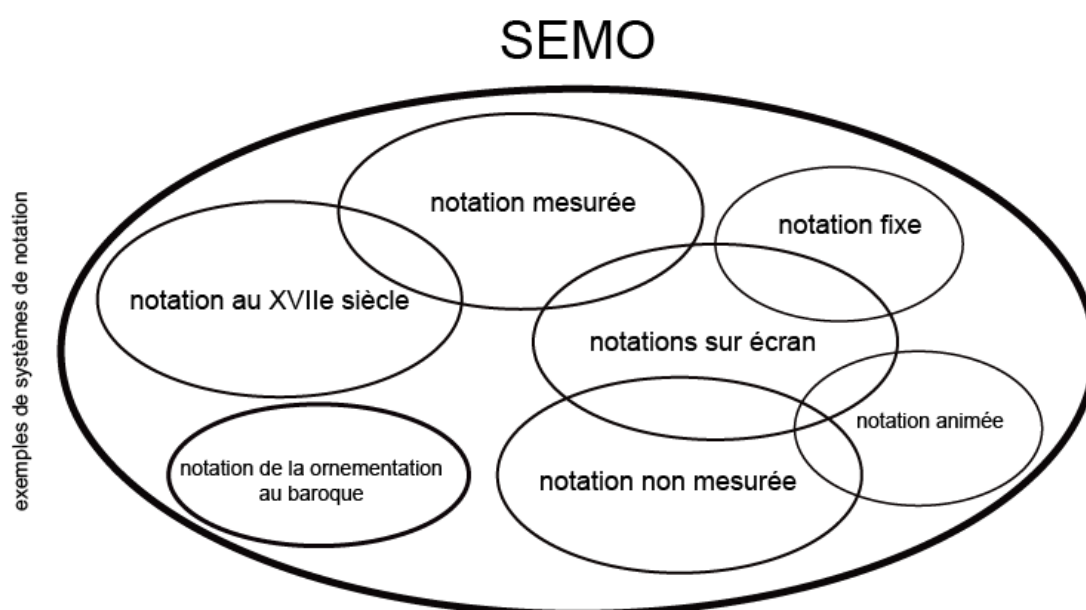 SEMO
exemples de systèmes de notation
notation mesurée
notation fixe
notation au XVIIe siècle
notations sur écran
notation animée
notation de la ornementation
au baroque
notation non mesurée